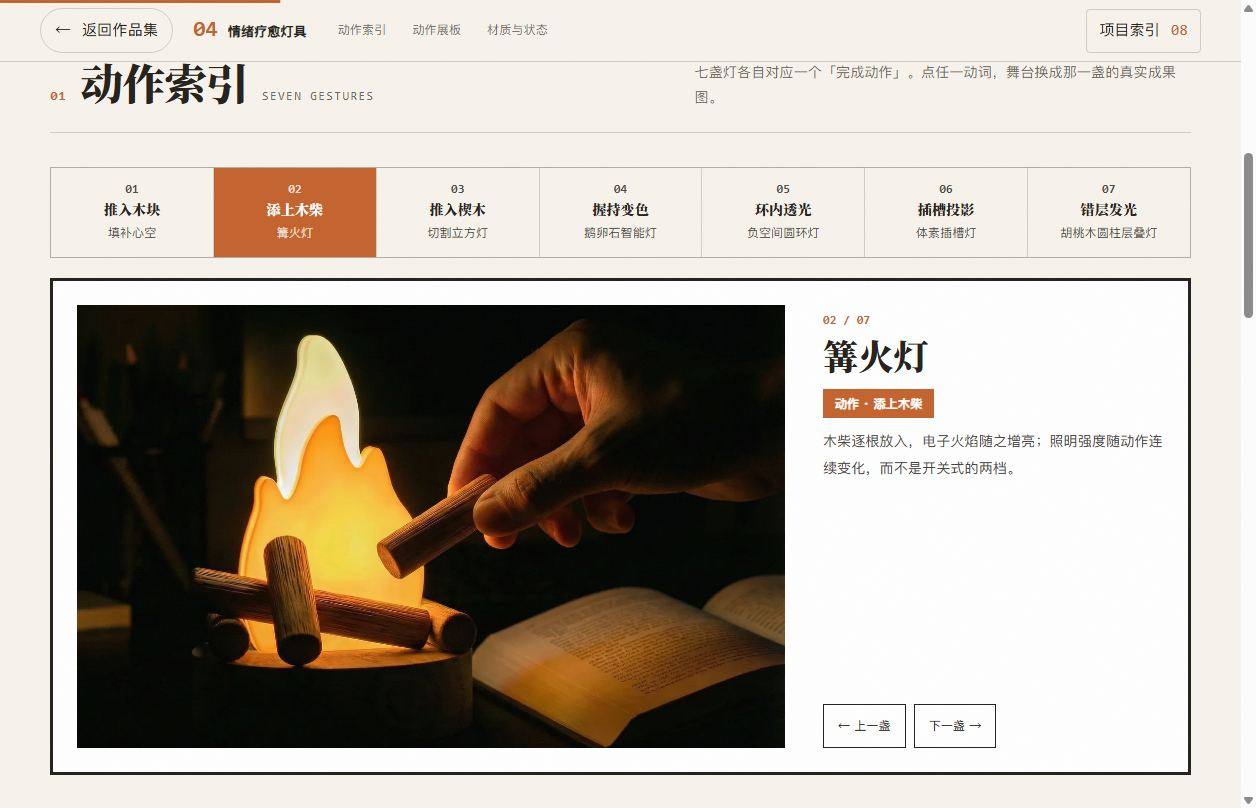 ← 返回作品集
04 情绪疗愈灯具
动作索引
动作展板
材质与状态
项目索引 08
01 动作索引 SEVEN GESTURES
七盏灯各自对应一个「完成动作」。点任一动词，舞台换成那一盏的真实成果
图。
01
推入木块
填补心空
02
添上木柴
篝火灯
03
推入楔木
切割立方灯
04
握持变色
鹅卵石智能灯
05
环内透光
负空间圆环灯
06
插槽投影
体素插槽灯
07
错层发光
胡桃木圆柱层叠灯
02 / 07
篝火灯
动作 · 添上木柴
木柴逐根放入，电子火焰随之增亮；照明强度随动作连
续变化，而不是开关式的两档。
← 上一盏
下一盏 →